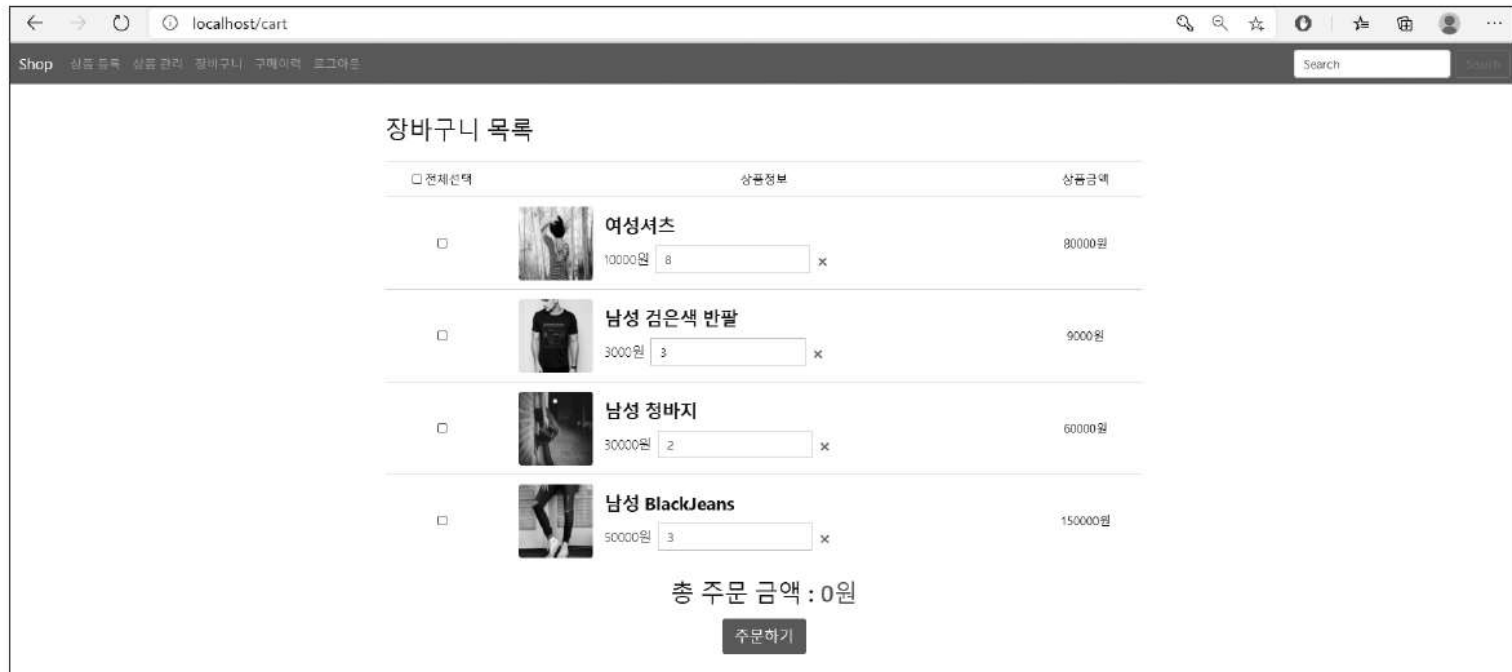 localhost/cart
Shop 상품 등록 상품 관리 장바구니 구매이력 로그아웃 Search Search
장바구니 목록
전체선택 상품정보 상품금액
여성셔츠
10000원 8 80000원
남성 검은색 반팔
3000원 3 9000원
남성 청바지
30000원 2 60000원
남성 BlackJeans
50000원 3 150000원
총 주문 금액 : 0원
주문하기